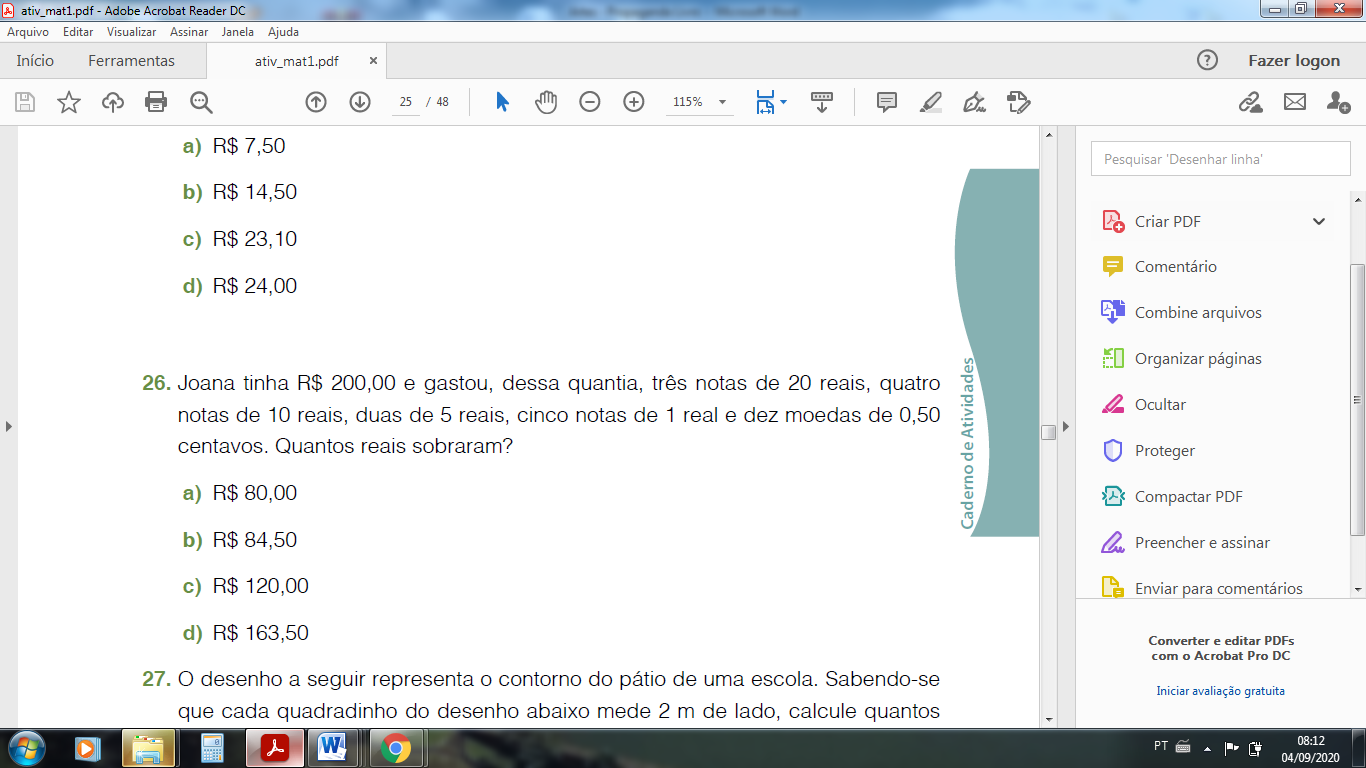 ativ_mat1.pdf - Adobe Acrobat Reader DC
Arquivo Editar Visualizar Assinar Janela Ajuda
Início Ferramentas ativ_mat1.pdf × Fazer logon
25 / 48 115%
a) R$ 7,50
b) R$ 14,50
c) R$ 23,10
d) R$ 24,00
26. Joana tinha R$ 200,00 e gastou, dessa quantia, três notas de 20 reais, quatro
notas de 10 reais, duas de 5 reais, cinco notas de 1 real e dez moedas de 0,50
centavos. Quantos reais sobraram?
a) R$ 80,00
b) R$ 84,50
c) R$ 120,00
d) R$ 163,50
27. O desenho a seguir representa o contorno do pátio de uma escola. Sabendo-se
que cada quadradinho do desenho abaixo mede 2 m de lado, calcule quantos
Caderno de Atividades
Pesquisar 'Desenhar linha'
Criar PDF
Comentário
Combine arquivos
Organizar páginas
Ocultar
Proteger
Compactar PDF
Preencher e assinar
Enviar para comentários
Converter e editar PDFs
com o Acrobat Pro DC
Iniciar avaliação gratuita
PT
08:12
04/09/2020